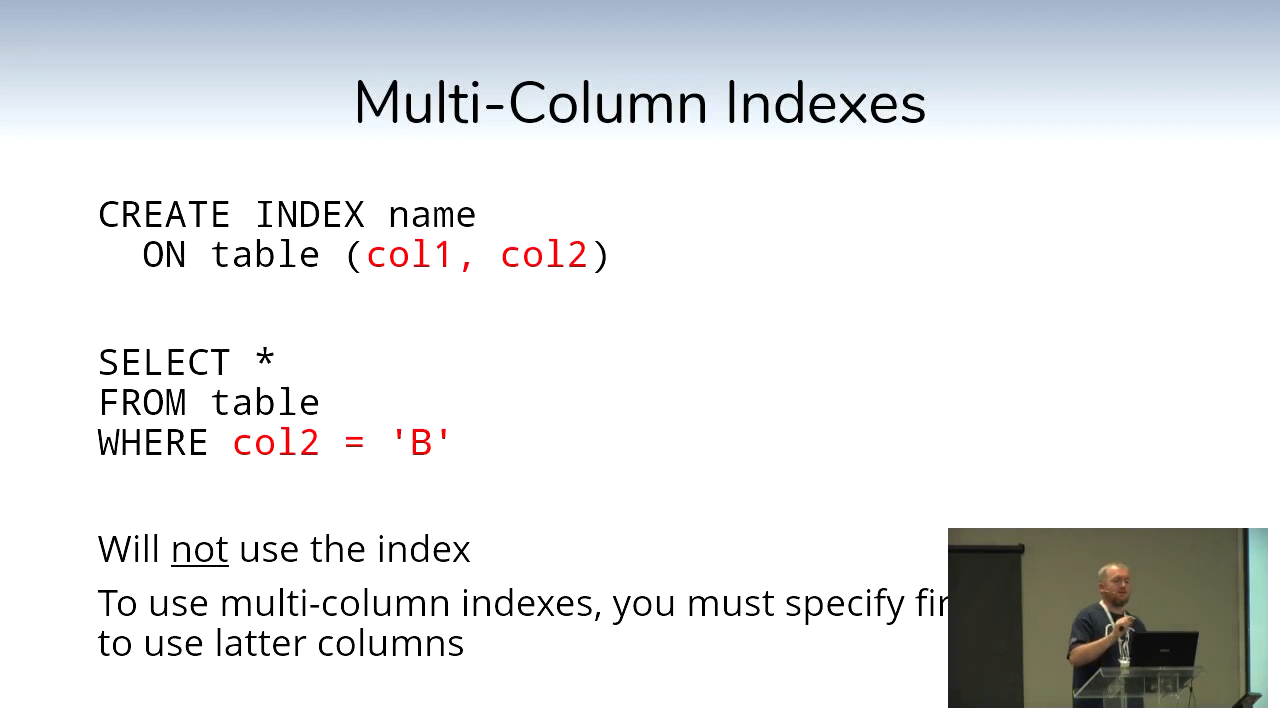 Multi-Column Indexes
CREATE INDEX name
ON table (col1, col2)
SELECT *
FROM table
WHERE col2 = 'B'
Will not use the index
To use multi-column indexes, you must specify
to use latter columns